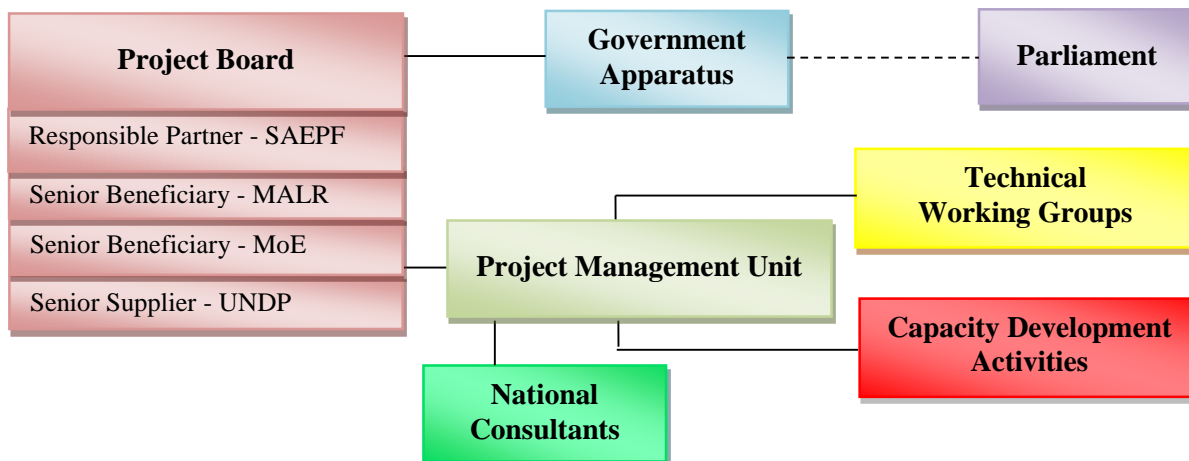 Project Board
Government
Apparatus
Parliament
Responsible Partner - SAEPF
Senior Beneficiary - MALR
Senior Beneficiary - MoE
Senior Supplier - UNDP
Technical
Working Groups
Project Management Unit
Capacity Development
Activities
National
Consultants